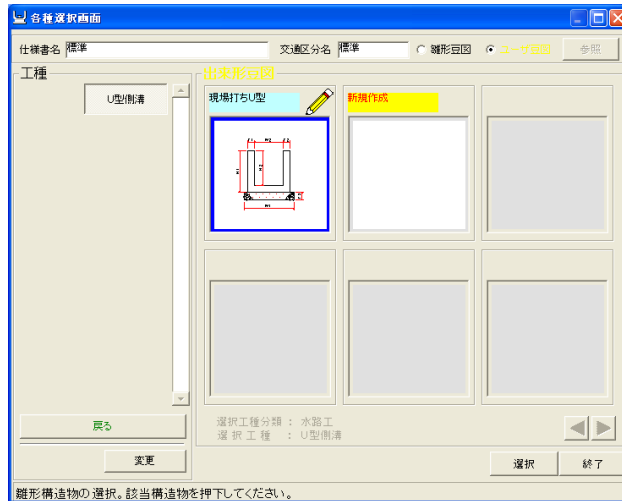 各種選択画面
仕様書名 標準 交通区分名 標準 雛形豆図 参照
工種
出来形豆図
U型側溝
現場打ちU型
新規作成
選択工種分類 : 水路工
選択工種 : U型側溝
戻る
変更
選択 終了
雛形構造物の選択。該当構造物を押下してください。